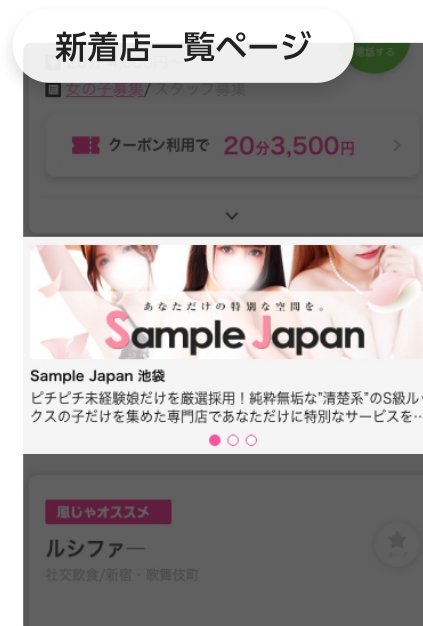 新着店一覧ページ
電話する
女の子募集/スタッフ募集
クーポン利用で 20分3,500円
あなただけの特別な空間を。
Sample Japan
Sample Japan 池袋
ピチピチ未経験娘だけを厳選採用！純粋無垢な”清楚系”のS級ル
クスの子だけを集めた専門店であなただけに特別なサービスを…
風じゃオススメ
ルシファー
社交飲食/新宿・歌舞伎町